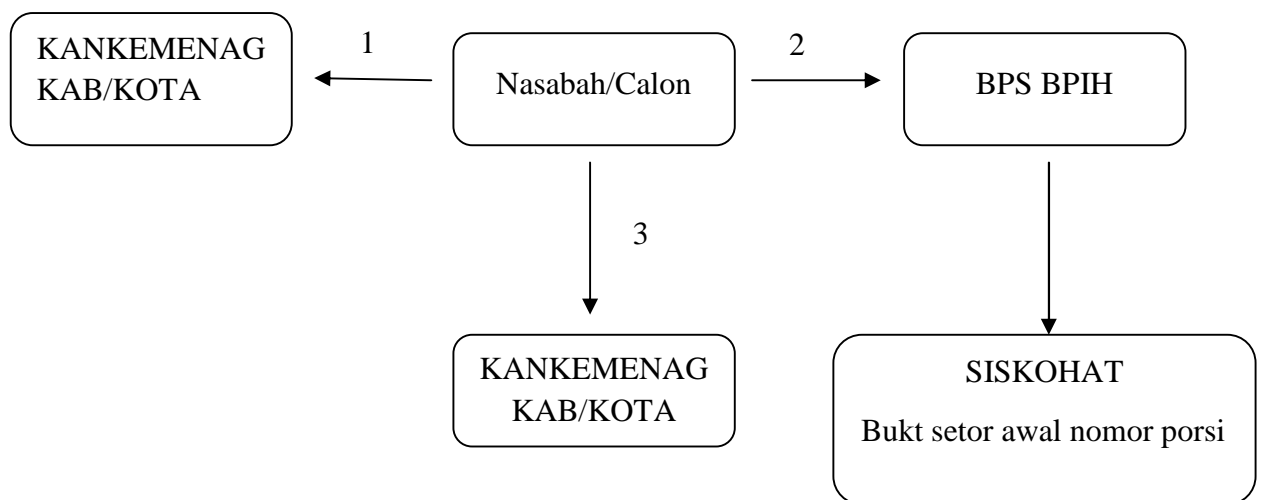 KANKEMENAG
KAB/KOTA
1
Nasabah/Calon
2
BPS BPIH
3
KANKEMENAG
KAB/KOTA
SISKOHAT
Bukt setor awal nomor porsi